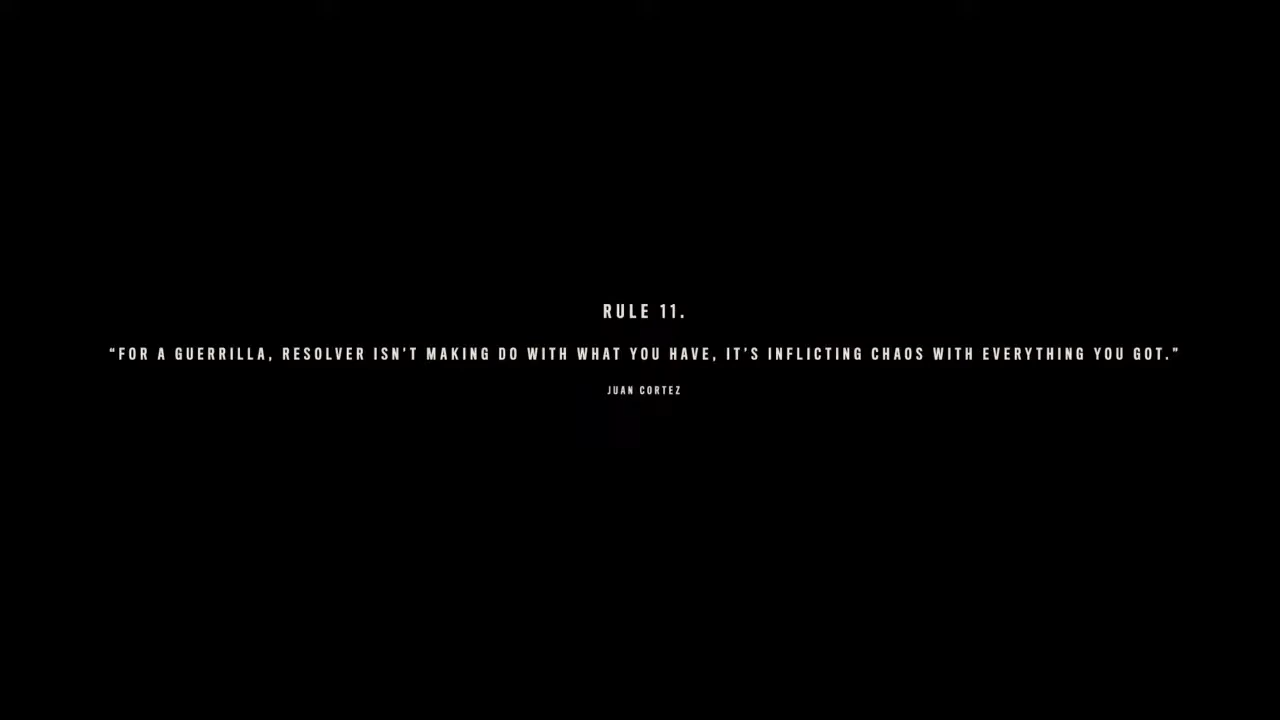 RULE 11.
“FOR A GUERRILLA, RESOLVER ISN’T MAKING DO WITH WHAT YOU HAVE, IT’S INFLICTING CHAOS WITH EVERYTHING YOU GOT.”
JUAN CORTEZ